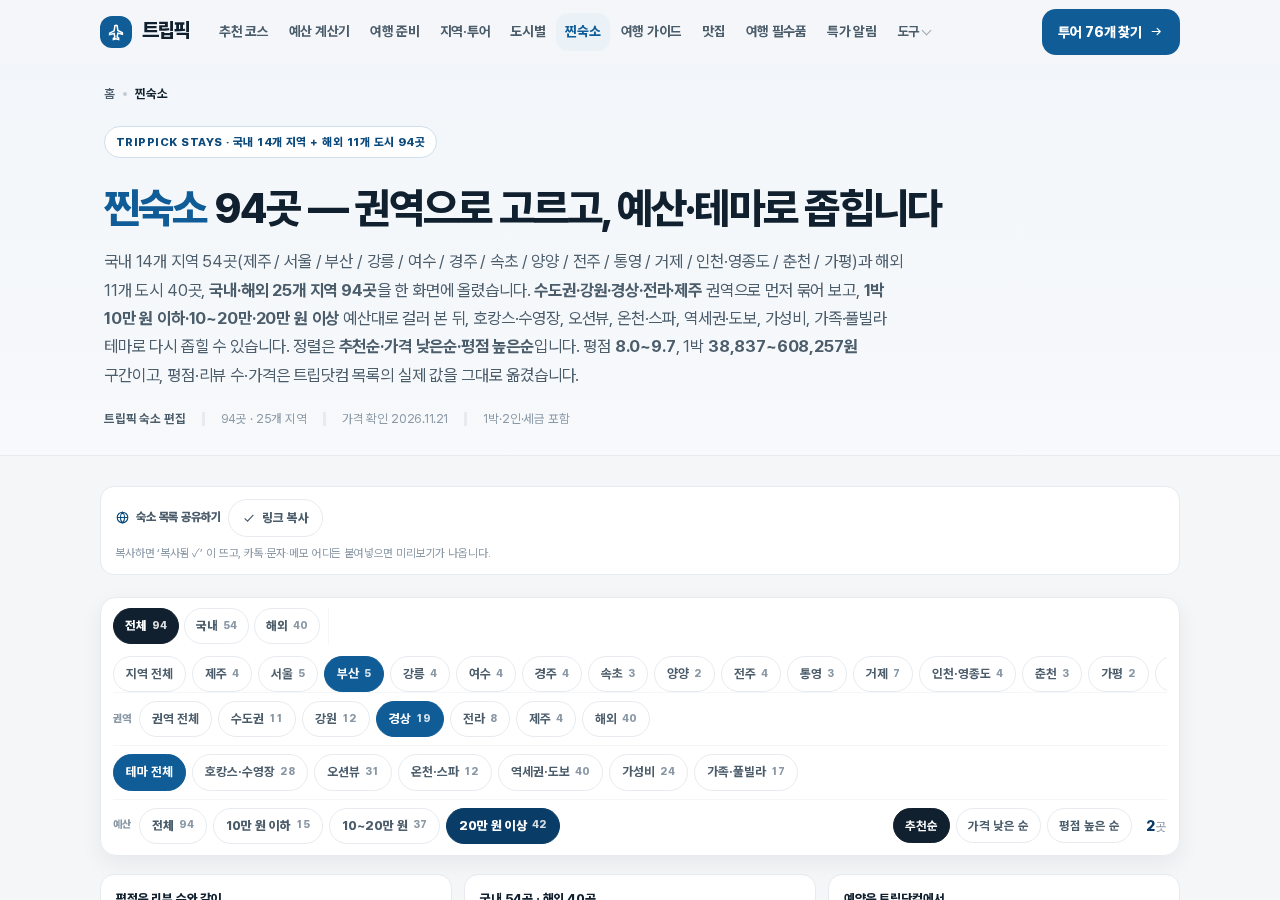 트립픽 추천 코스 예산 계산기 여행 준비 지역·투어 도시별 찐숙소 여행 가이드 맛집 여행 필수품 특가 알림 도구 투어 76개 찾기 →
홈 • 찐숙소
TRIPPICK STAYS · 국내 14개 지역 + 해외 11개 도시 94곳
찐숙소 94곳 — 권역으로 고르고, 예산·테마로 좁힙니다
국내 14개 지역 54곳(제주 / 서울 / 부산 / 강릉 / 여수 / 경주 / 속초 / 양양 / 전주 / 통영 / 거제 / 인천·영종도 / 춘천 / 가평)과 해외
11개 도시 40곳, 국내·해외 25개 지역 94곳을 한 화면에 올렸습니다. 수도권·강원·경상·전라·제주 권역으로 먼저 묶어 보고, 1박
10만 원 이하·10~20만·20만 원 이상 예산대로 걸러 본 뒤, 호캉스·수영장, 오션뷰, 온천·스파, 역세권·도보, 가성비, 가족·풀빌라
테마로 다시 좁힐 수 있습니다. 정렬은 추천순·가격 낮은순·평점 높은순입니다. 평점 8.0~9.7, 1박 38,837~608,257원
구간이고, 평점·리뷰 수·가격은 트립닷컴 목록의 실제 값을 그대로 옮겼습니다.
트립픽 숙소 편집 94곳 · 25개 지역 가격 확인 2026.11.21 1박·2인·세금 포함
숙소 목록 공유하기 링크 복사
복사하면 '복사됨 ✓' 이 뜨고, 카톡·문자·메모 어디든 붙여넣으면 미리보기가 나옵니다.
전체 94 국내 54 해외 40
지역 전체 제주 4 서울 5 부산 5 강릉 4 여수 4 경주 4 속초 3 양양 2 전주 4 통영 3 거제 7 인천·영종도 4 춘천 3 가평 2
권역 권역 전체 수도권 11 강원 12 경상 19 전라 8 제주 4 해외 40
테마 전체 호캉스·수영장 28 오션뷰 31 온천·스파 12 역세권·도보 40 가성비 24 가족·풀빌라 17
예산 전체 94 10만 원 이하 15 10~20만 원 37 20만 원 이상 42 추천순 가격 낮은 순 평점 높은 순 2곳
평점은 리뷰 수와 같이 국내 54곳 · 해외 40곳 예약은 트립닷컴에서